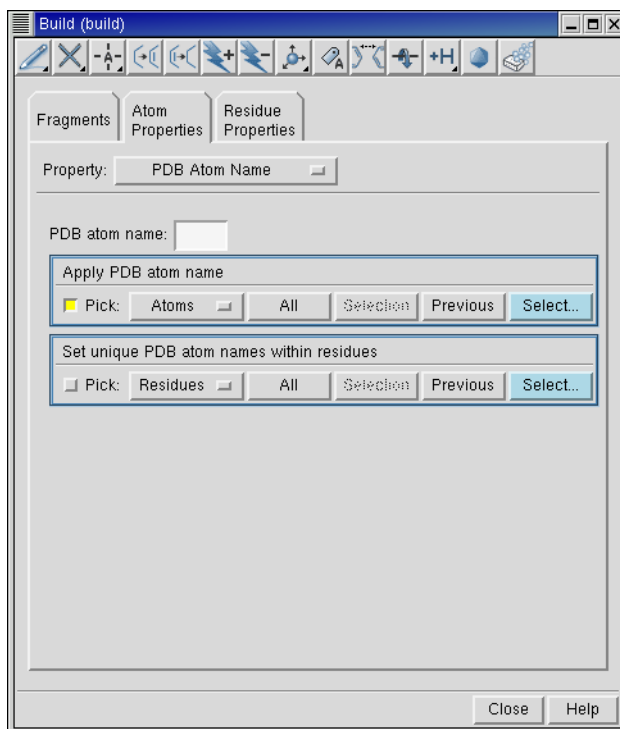 Build (build)
A A +H
Fragments Atom Properties Residue Properties
Property: PDB Atom Name
PDB atom name:
Apply PDB atom name
Pick: Atoms All Selection Previous Select...
Set unique PDB atom names within residues
Pick: Residues All Selection Previous Select...
Close Help